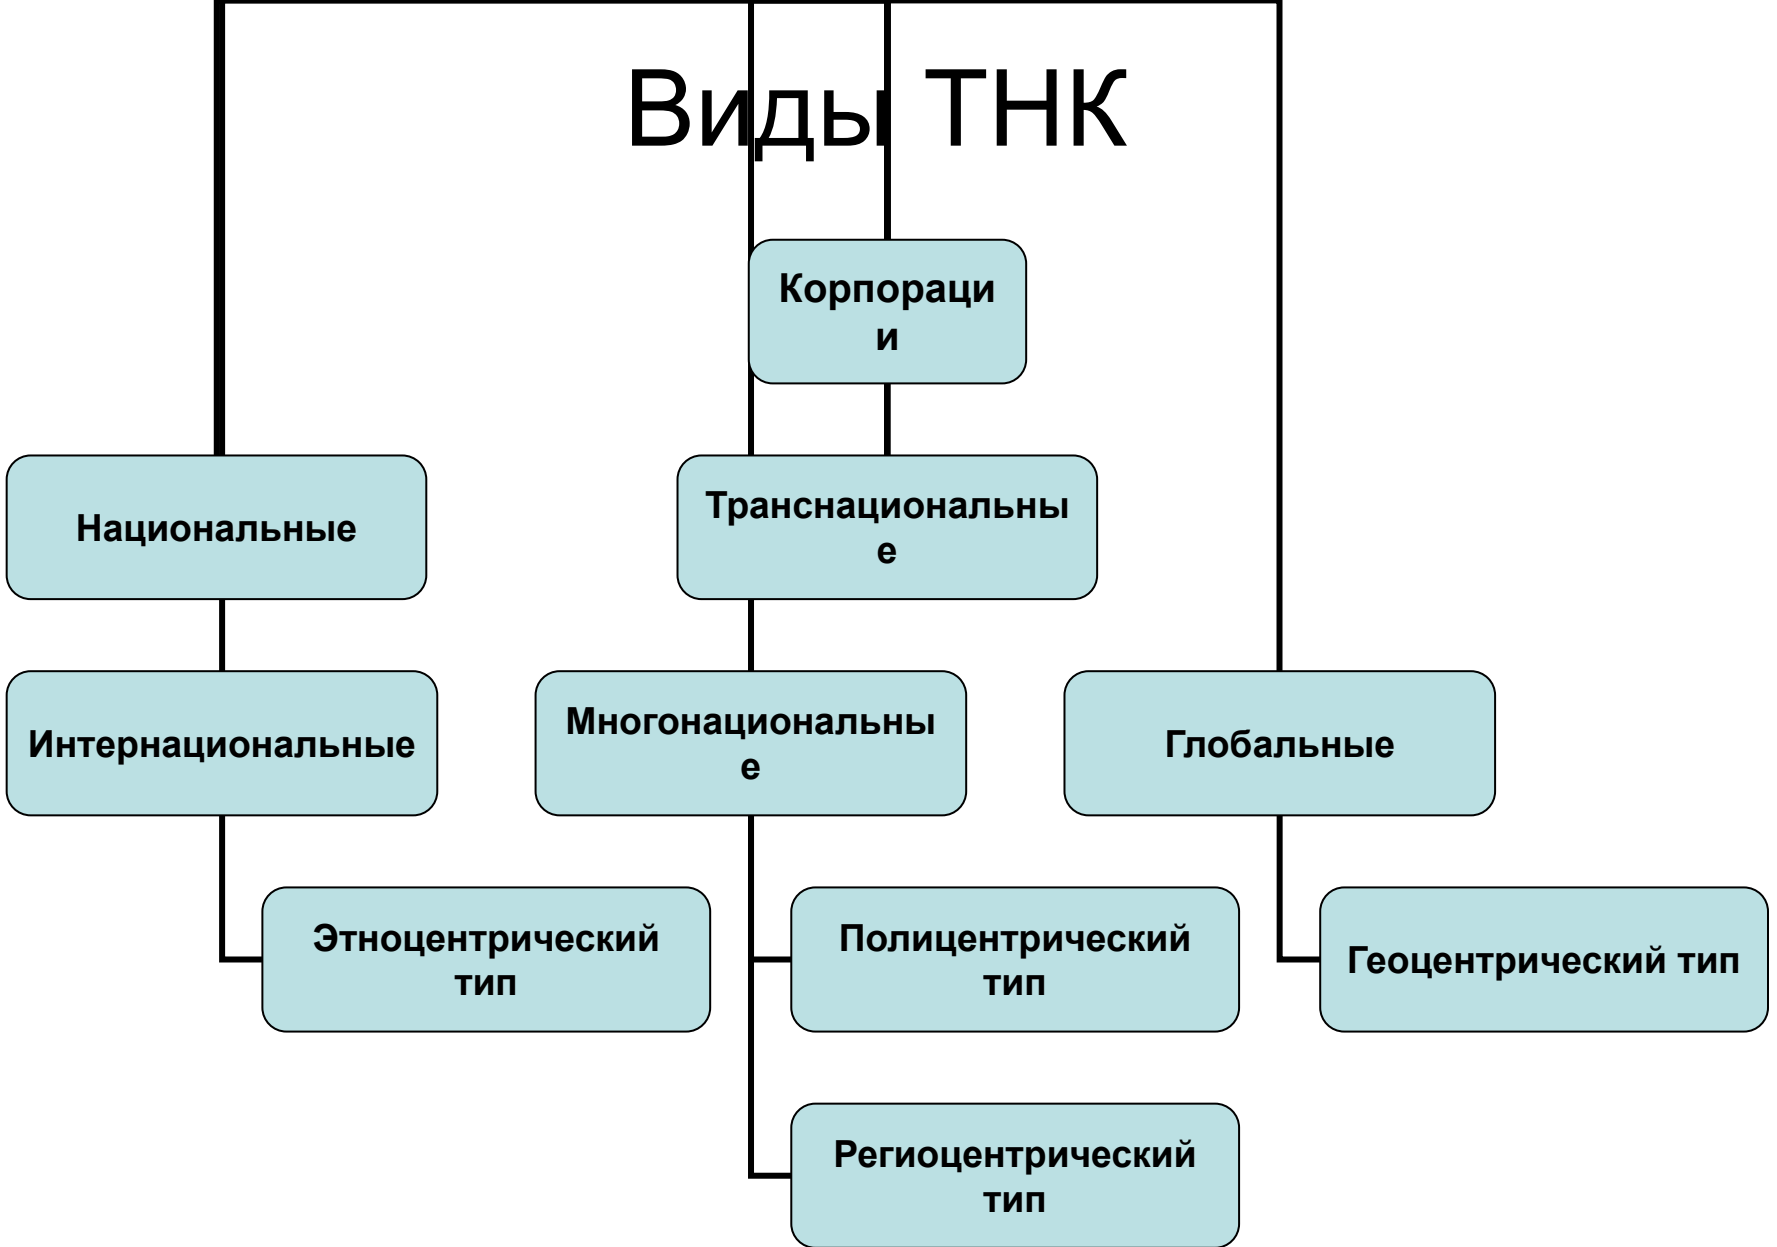 Виды ТНК
Корпораци
и
Национальные
Транснациональны
е
Интернациональные
Многонациональны
е
Глобальные
Этноцентрический
тип
Полицентрический
тип
Геоцентрический тип
Региоцентрический
тип